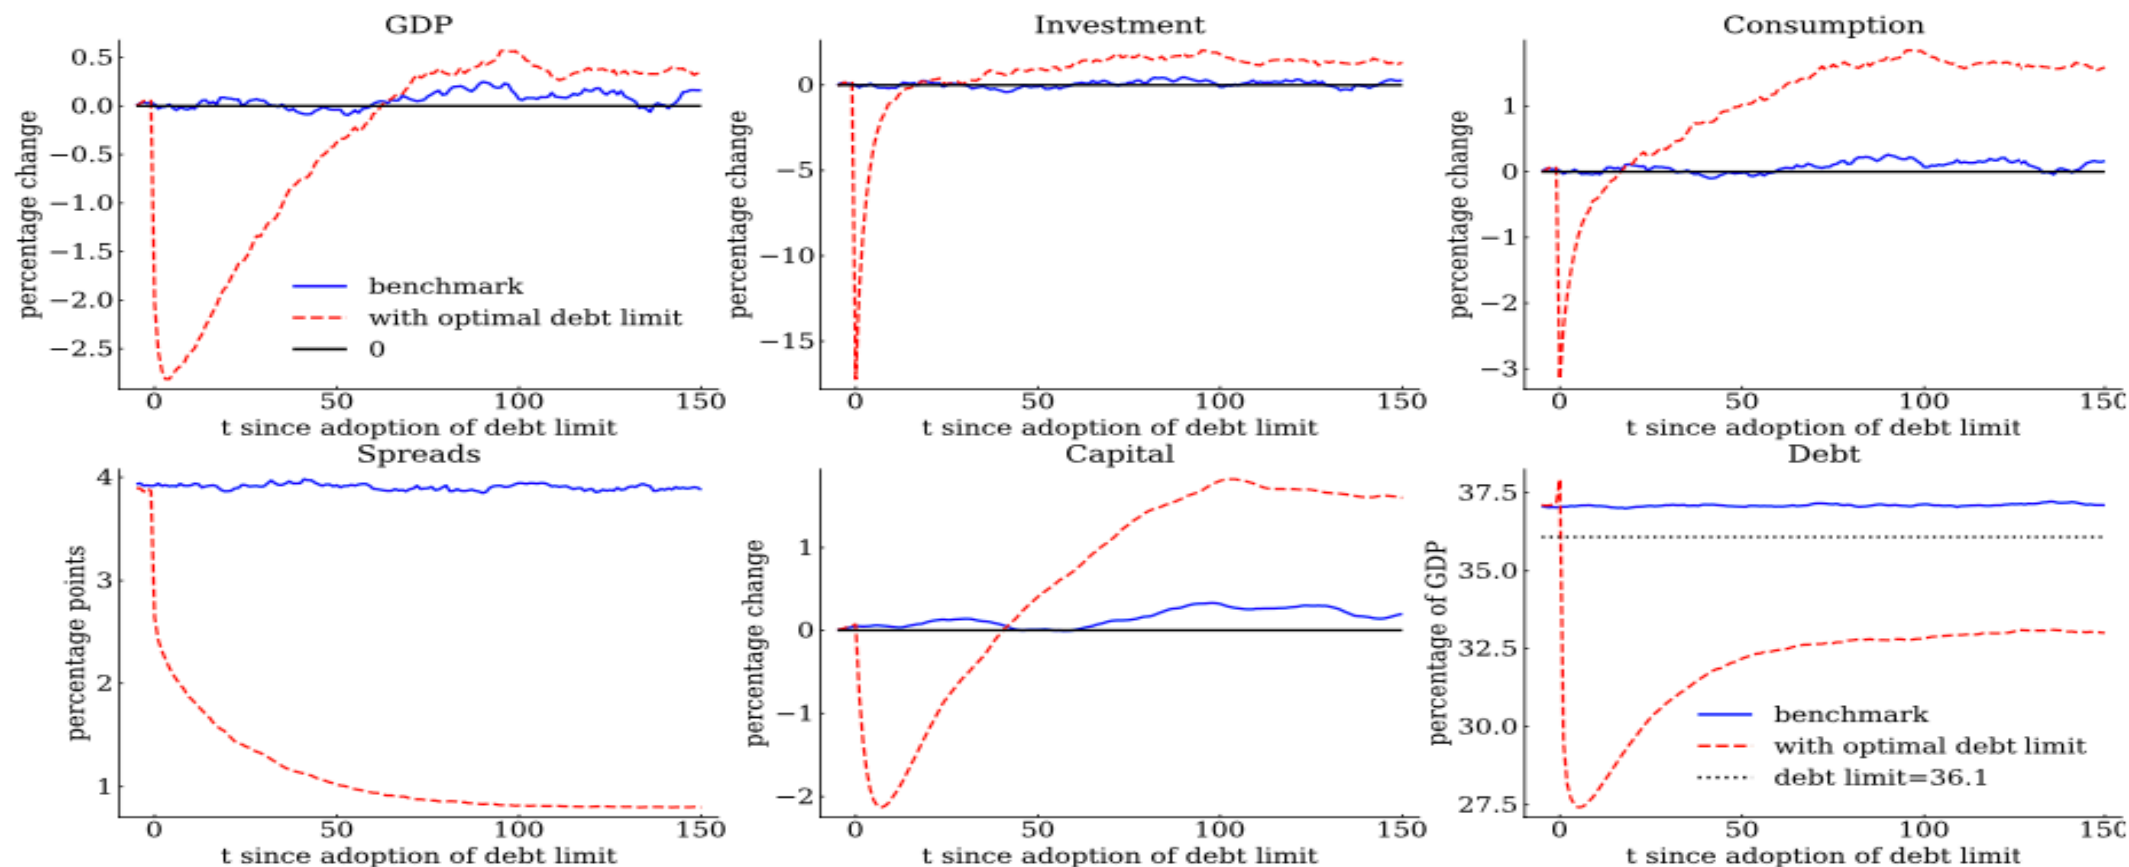 GDP
percentage change
0.5
0.0
−0.5
−1.0
−1.5
−2.0
−2.5
benchmark
with optimal debt limit
0
0 50 100 150
t since adoption of debt limit
Investment
percentage change
0
−5
−10
−15
0 50 100 150
t since adoption of debt limit
Consumption
percentage change
1
0
−1
−2
−3
0 50 100 150
t since adoption of debt limit
Spreads
percentage points
4
3
2
1
0 50 100 150
t since adoption of debt limit
Capital
percentage change
1
0
−1
−2
0 50 100 150
t since adoption of debt limit
Debt
percentage of GDP
37.5
35.0
32.5
30.0
27.5
benchmark
with optimal debt limit
debt limit=36.1
0 50 100 150
t since adoption of debt limit